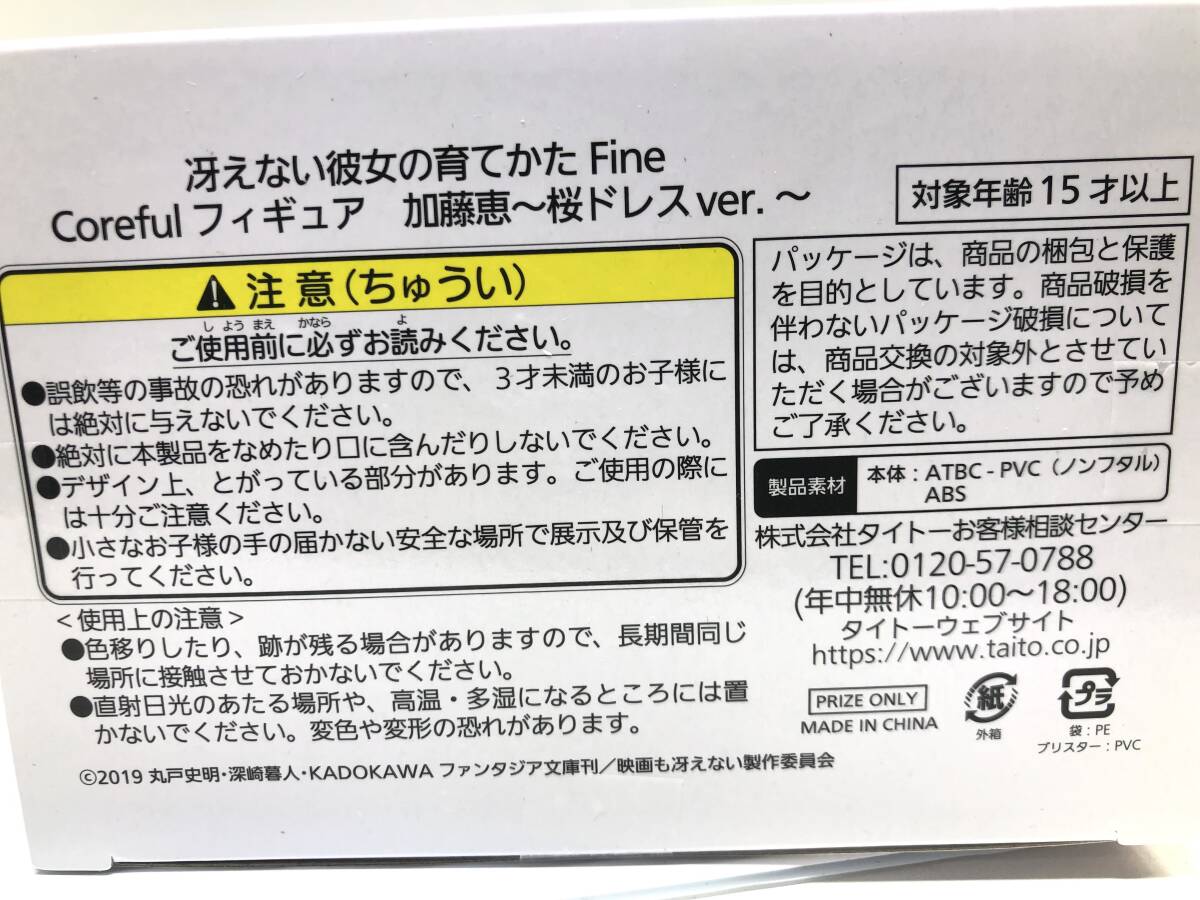 冴えない彼女の育てかた Fine
Coreful フィギュア 加藤恵～桜ドレスver.～
対象年齢15才以上
注意(ちゅうい)
しよう まえ かなら よ
ご使用前に必ずお読みください。
●誤飲等の事故の恐れがありますので、3才未満のお子様に
は絶対に与えないでください。
●絶対に本製品をなめたり口に含んだりしないでください。
●デザイン上、とがっている部分があります。ご使用の際に
は十分ご注意ください。
●小さなお子様の手の届かない安全な場所で展示及び保管を
行ってください。
<使用上の注意>
●色移りしたり、跡が残る場合がありますので、長期間同じ
場所に接触させておかないでください。
●直射日光のあたる場所や、高温・多湿になるところには置
かないでください。変色や変形の恐れがあります。
パッケージは、商品の梱包と保護
を目的としています。商品破損を
伴わないパッケージ破損について
は、商品交換の対象外とさせてい
ただく場合がございますので予め
ご了承ください。
製品素材
本体:ATBC-PVC(ノンフタル)
ABS
株式会社タイトーお客様相談センター
TEL:0120-57-0788
(年中無休10:00～18:00)
タイトーウェブサイト
https://www.taito.co.jp
PRIZE ONLY
MADE IN CHINA
紙
外箱
プラ
袋:PE
ブリスター:PVC
©2019 丸戸史明・深崎暮人・KADOKAWA ファンタジア文庫刊／映画も冴えない製作委員会